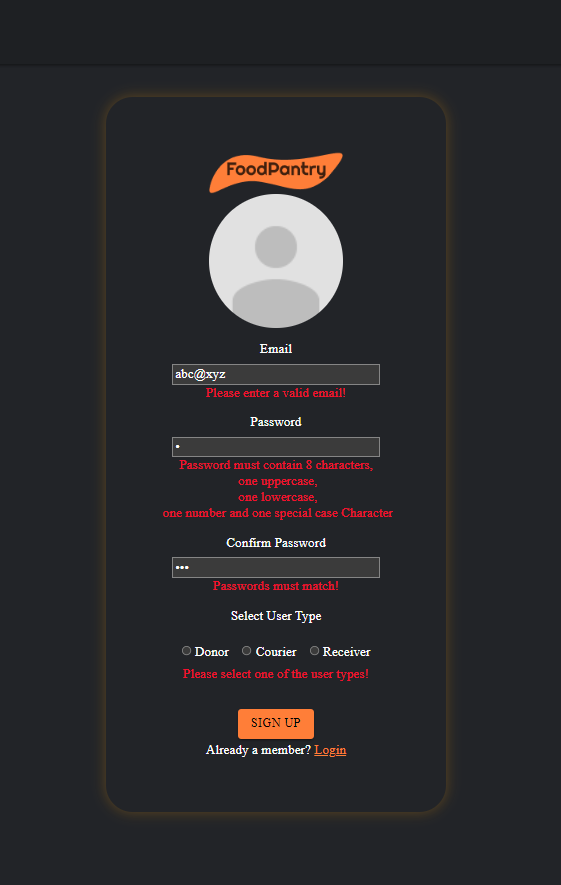 FoodPantry
Email
abc@xyz
Please enter a valid email!
Password
•
Password must contain 8 characters,
one uppercase,
one lowercase,
one number and one special case Character
Confirm Password
•••
Passwords must match!
Select User Type
Donor Courier Receiver
Please select one of the user types!
SIGN UP
Already a member? Login